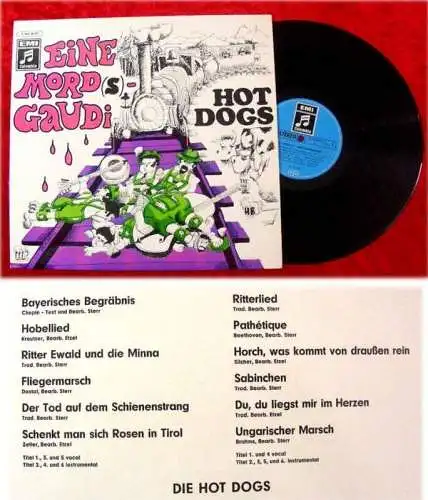 EMI
Columbia
EINE
MORD(S)-
GAUDI
HOT
DOGS
EMI
Bayerisches Begräbnis
Chopin - Text und Bearb. Sterr
Hobellied
Kreutzer, Bearb. Etzel
Ritter Ewald und die Minna
Trad. Bearb. Sterr
Fliegermarsch
Dostal, Bearb. Sterr
Der Tod auf dem Schienenstrang
Trad. Bearb. Sterr
Schenkt man sich Rosen in Tirol
Zeller, Bearb. Etzel
Titel 1., 3. und 5 vocal
Titel 2., 4. und 6 instrumental
Ritterlied
Trad. Bearb. Sterr
Pathétique
Beethoven, Bearb. Sterr
Horch, was kommt von draußen rein
Silcher, Bearb. Etzel
Sabinchen
Trad. Bearb. Sterr
Du, du liegst mir im Herzen
Trad. Bearb. Etzel
Ungarischer Marsch
Brahms, Bearb. Sterr
Titel 1. und 4 vocal
Titel 2., 3, 5, und 6. instrumental
DIE HOT DOGS